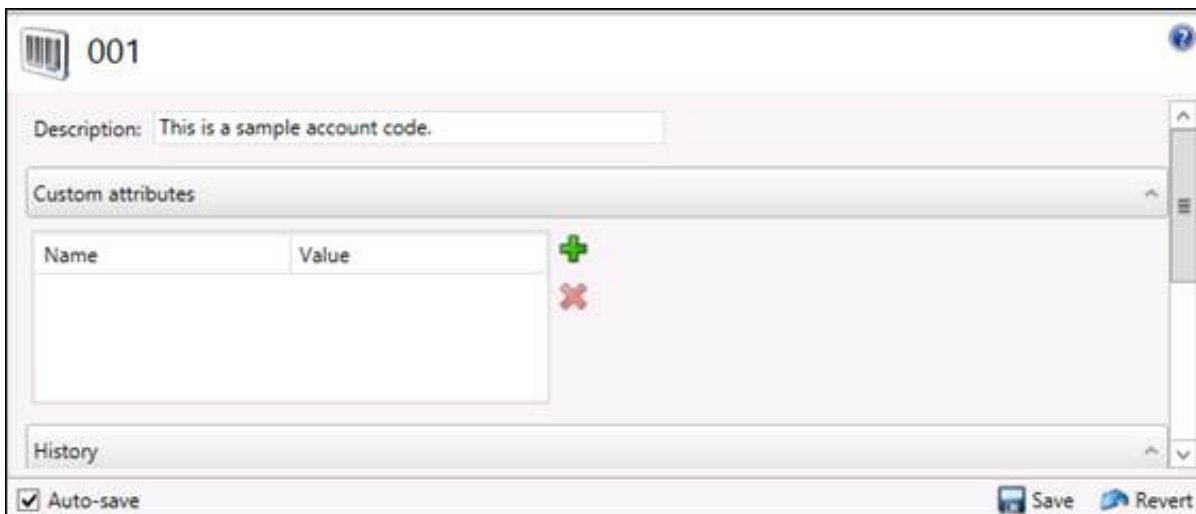 001
Description: This is a sample account code.
Custom attributes
Name Value
History
Auto-save Save Revert